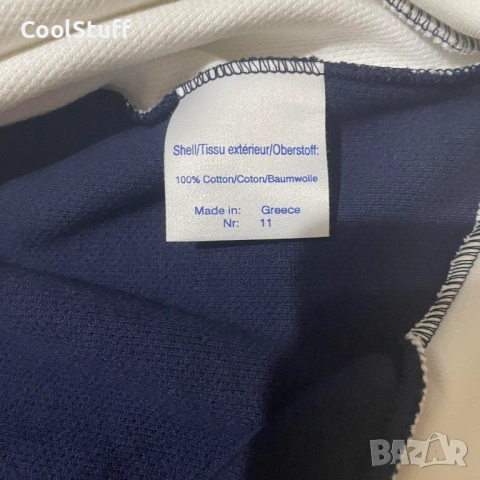 CoolStuff
Shell/Tissu extérieur/Oberstoff:
100% Cotton/Coton/Baumwolle
Made in: Greece
Nr: 11
BAZAR